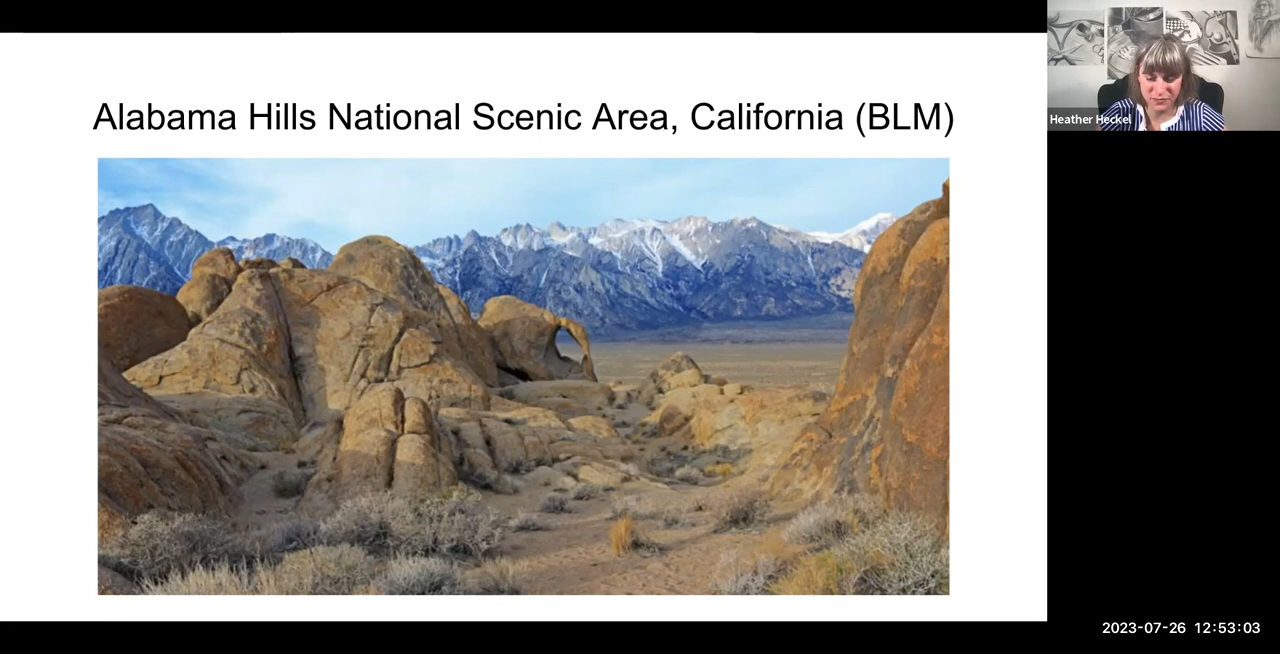 Alabama Hills National Scenic Area, California (BLM)
Heather Heckel
2023-07-26 12:53:03